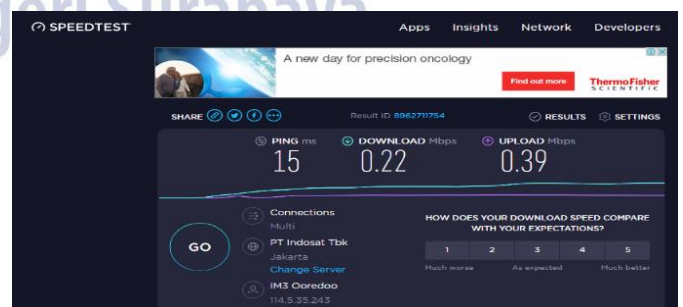 geri Surabaya
SPEEDTEST
Apps Insights Network Developers
A new day for precision oncology
Find out more
ThermoFisher
SCIENTIFIC
SHARE
Result ID 8962711754
RESULTS SETTINGS
PING ms DOWNLOAD Mbps UPLOAD Mbps
15 0.22 0.39
GO
Connections
Multi
PT Indosat Tbk
Jakarta
Change Server
IM3 Ooredoo
114.5.35.243
HOW DOES YOUR DOWNLOAD SPEED COMPARE
WITH YOUR EXPECTATIONS?
1 2 3 4 5
Much worse As expected Much better